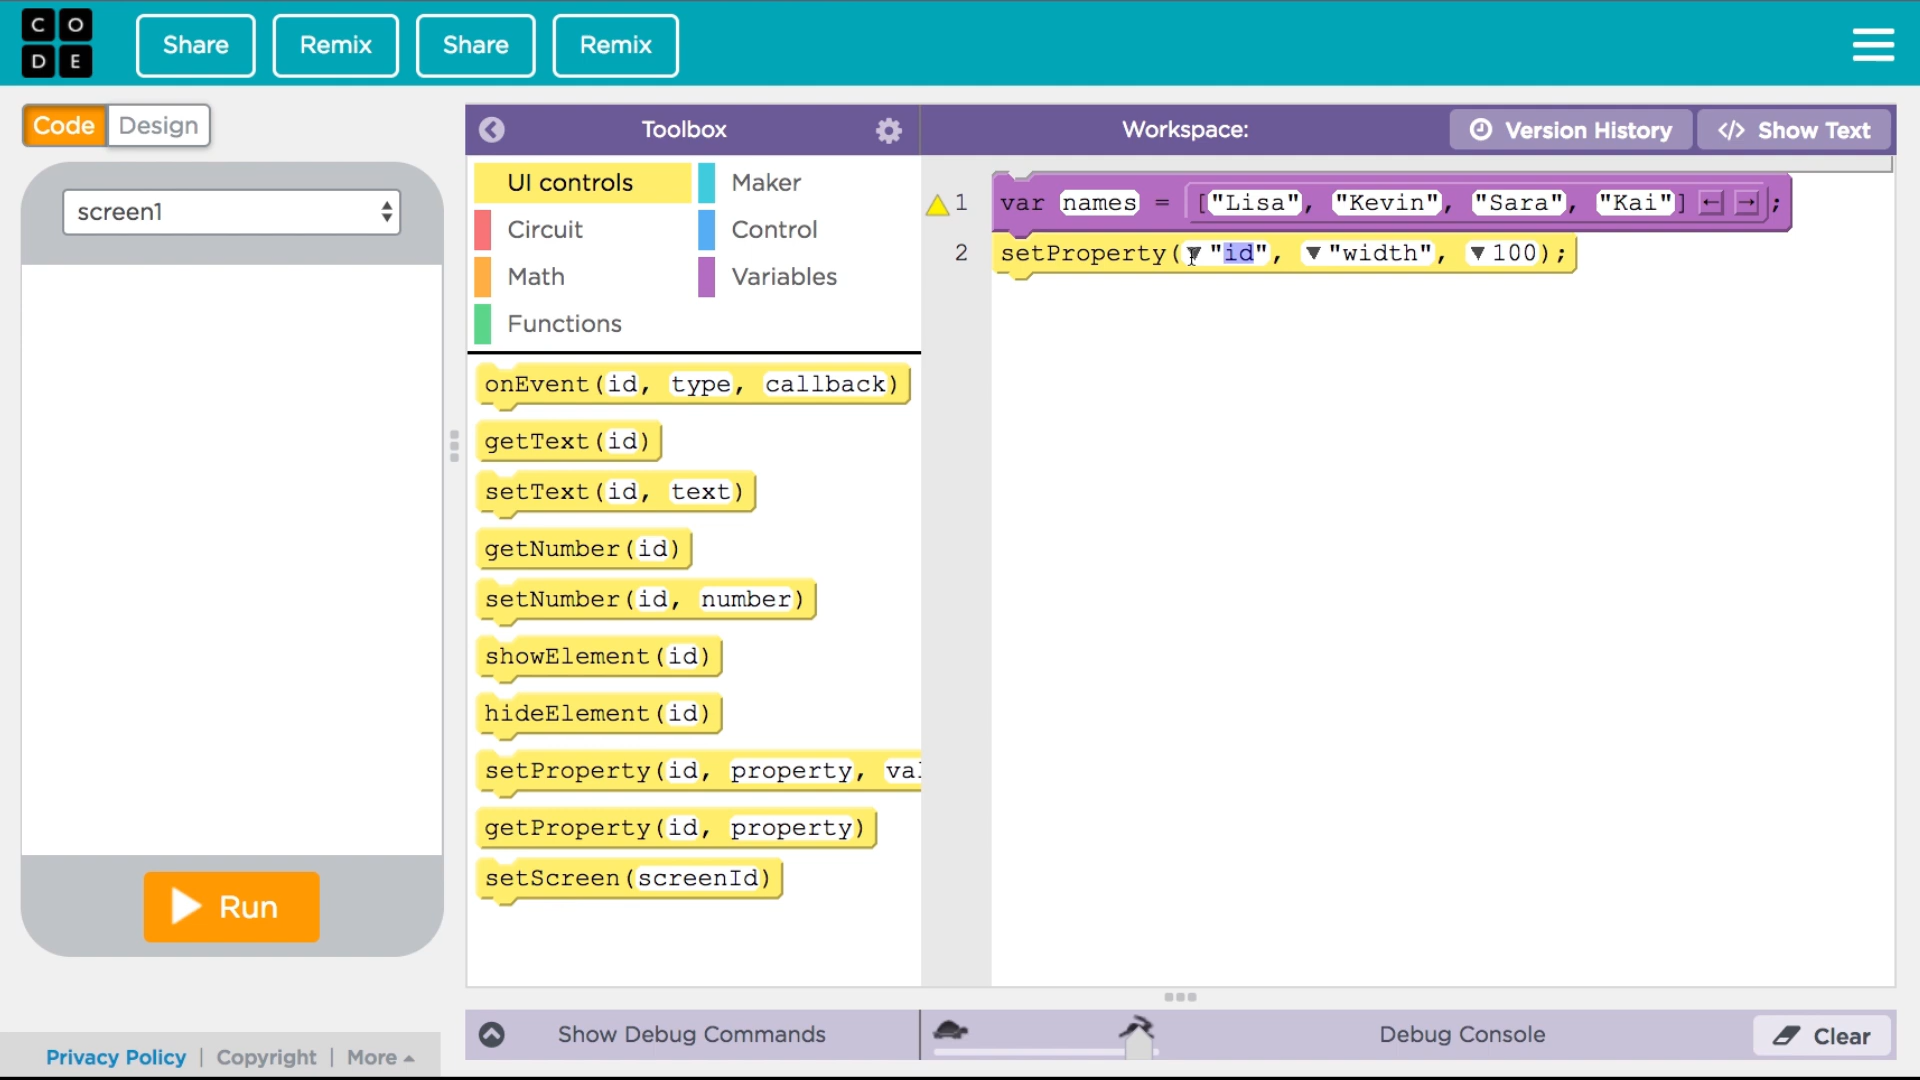 C O
D E
Share
Remix
Share
Remix
Code
Design
screen1
Run
Privacy Policy | Copyright | More
Toolbox
UI controls
Maker
Circuit
Control
Math
Variables
Functions
onEvent(id, type, callback)
getText(id)
setText(id, text)
getNumber(id)
setNumber(id, number)
showElement(id)
hideElement(id)
setProperty(id, property, val
getProperty(id, property)
setScreen(screenId)
Workspace:
Version History
</> Show Text
1 var names = ["Lisa", "Kevin", "Sara", "Kai"] ← → ;
2 setProperty(▼ "id", ▼ "width", ▼ 100);
Show Debug Commands
Debug Console
Clear